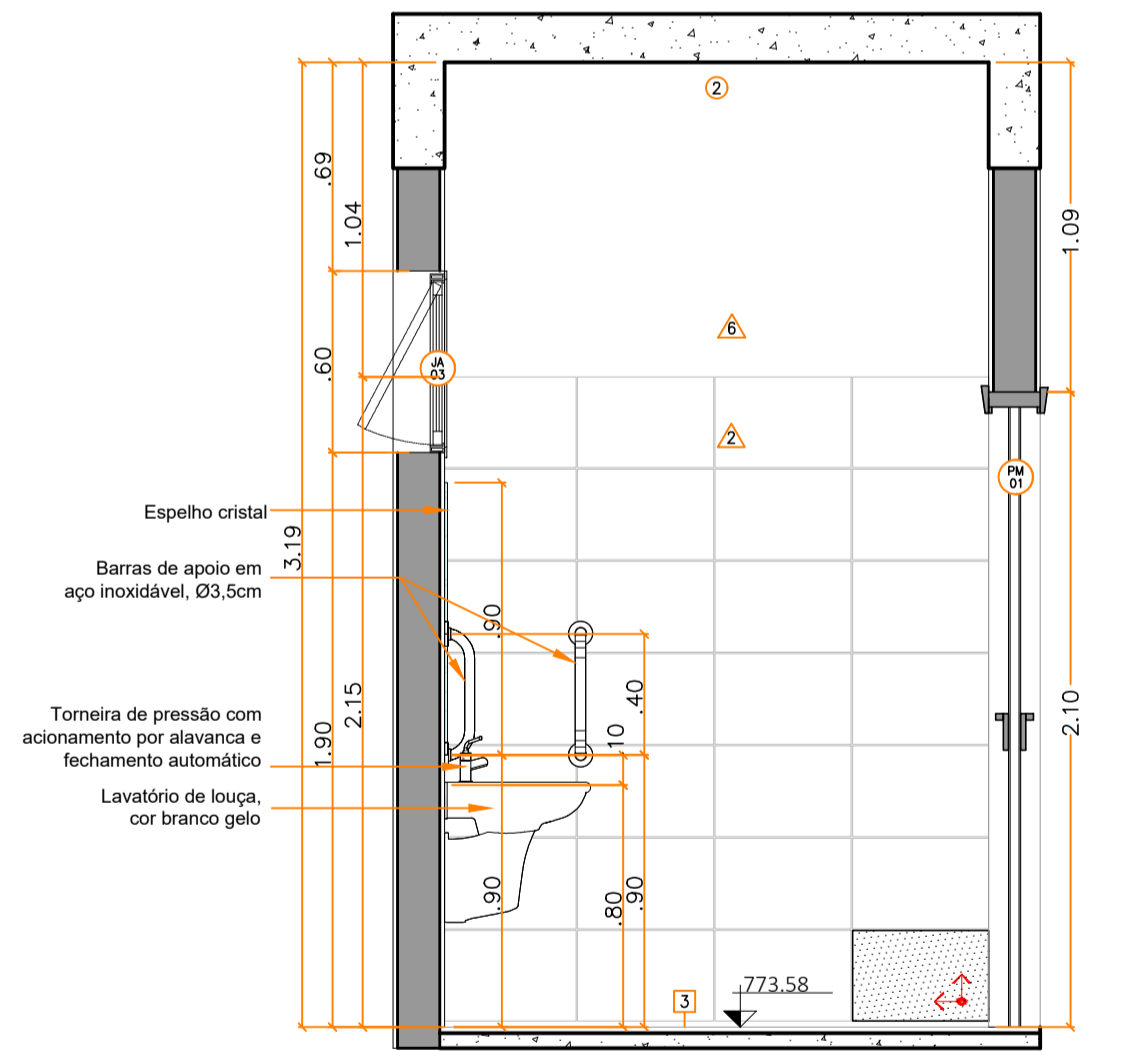 2
.69
1.04
1.09
6
JA
03
.60
2
PM
01
Espelho cristal
3.19
Barras de apoio em
aço inoxidável, Ø3,5cm
.90
.40
2.15
2.10
Torneira de pressão com
acionamento por alavanca e
fechamento automático
1.90
10
Lavatório de louça,
cor branco gelo
.90
.80
.90
773.58
3